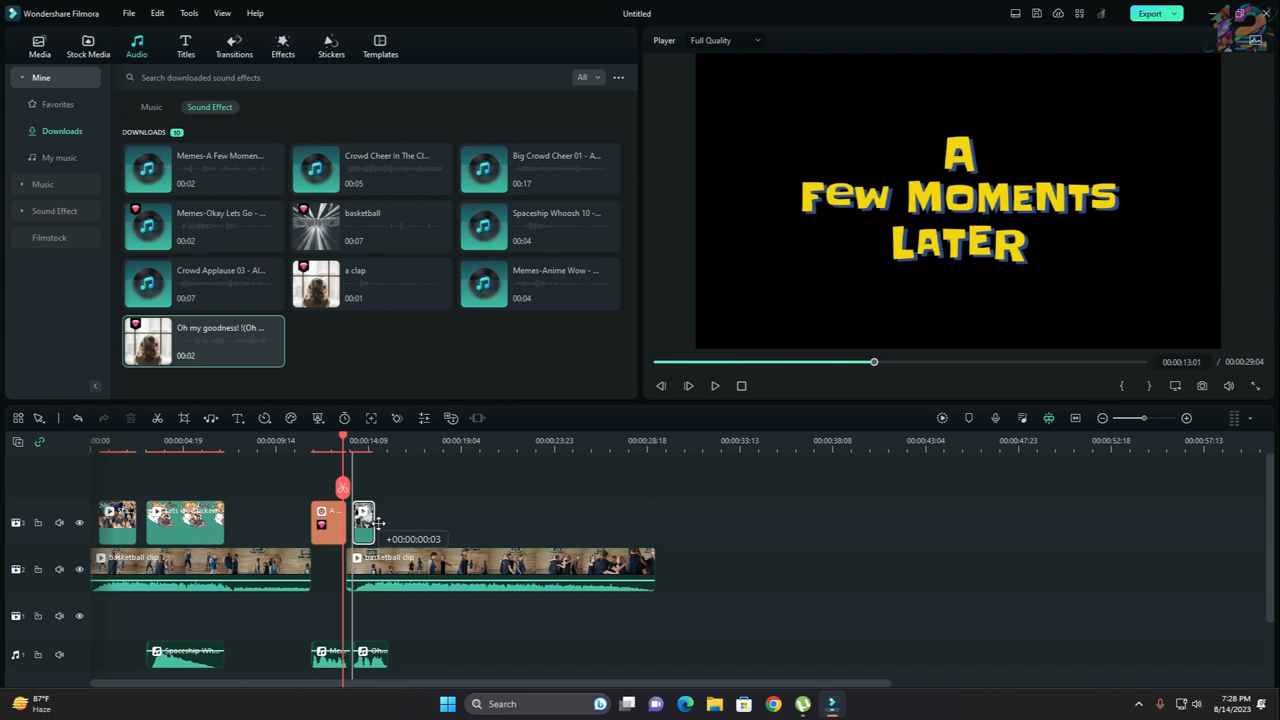 Wondershare Filmora
File
Edit
Tools
View
Help
Untitled
Export
Media
Stock Media
Audio
Titles
Transitions
Effects
Stickers
Templates
Player
Full Quality
Mine
Favorites
Downloads
My music
Music
Sound Effect
Filmstock
Search downloaded sound effects
All
Music
Sound Effect
DOWNLOADS 10
Memes-A Few Momen...
00:02
Crowd Cheer In The Cl...
00:05
Big Crowd Cheer 01 - A...
00:17
Memes-Okay Lets Go - ...
00:02
basketball
00:07
Spaceship Whoosh 10 -...
00:04
Crowd Applause 03 - Al...
00:07
a clap
00:01
Memes-Anime Wow - ...
00:04
Oh my goodness! !(Oh ...
00:02
A
Few Moments
Later
00:00:13:01 / 00:00:29:04
:00:00
00:00:04:19
00:00:09:14
00:00:14:09
00:00:19:04
00:00:23:23
00:00:28:18
00:00:33:13
00:00:38:08
00:00:43:04
00:00:47:23
00:00:52:18
00:00:57:13
A ...
+00:00:00:03
basketball clip
basketball clip
Spaceship Wh...
Me...
Oh...
3
2
1
1
87°F
Haze
Search
7:28 PM
8/14/2023